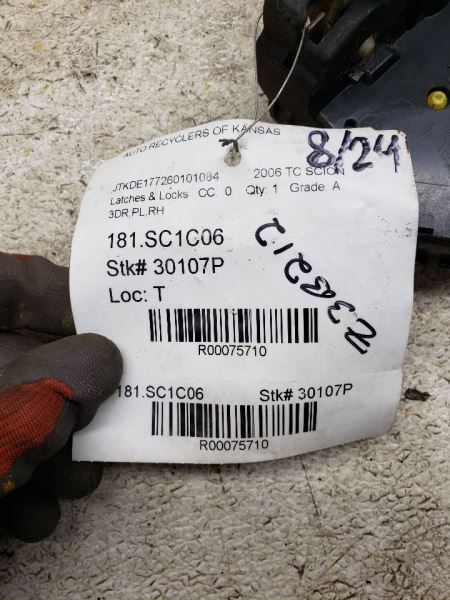 AUTO RECYCLERS OF KANSAS
8/24
JTKDE177260101084 2006 TC SCION
Latches & Locks CC: 0 Qty: 1 Grade: A
3DR,PL,RH
181.SC1C06
Stk# 30107P
Loc: T
R00075710
181.SC1C06 Stk# 30107P
R00075710